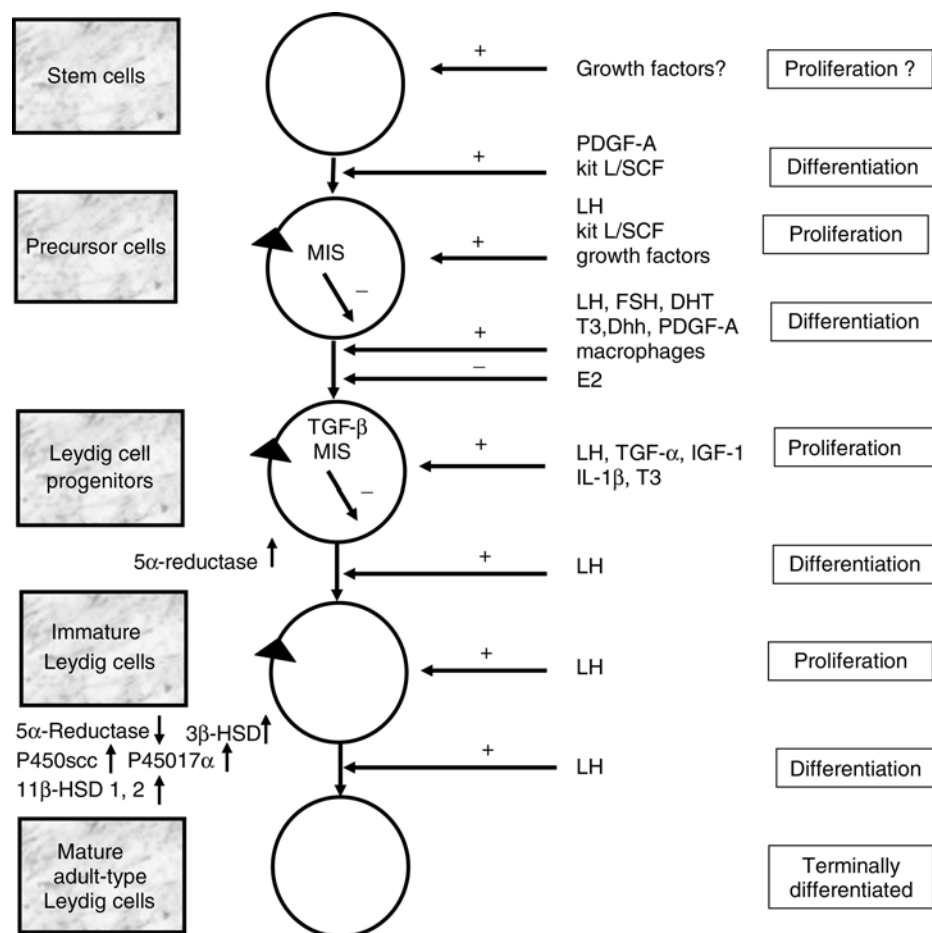 Stem cells
+
Growth factors?
Proliferation ?
PDGF-A
kit L/SCF
+
Differentiation
Precursor cells
MIS
–
+
LH
kit L/SCF
growth factors
Proliferation
+
LH, FSH, DHT
T3,Dhh, PDGF-A
macrophages
Differentiation
–
E2
Leydig cell
progenitors
TGF-β
MIS
–
+
LH, TGF-α, IGF-1
IL-1β, T3
Proliferation
5α-reductase
+
LH
Differentiation
Immature
Leydig cells
+
LH
Proliferation
5α-Reductase 3β-HSD
P450scc P45017α
11β-HSD 1, 2
+
LH
Differentiation
Mature
adult-type
Leydig cells
Terminally
differentiated